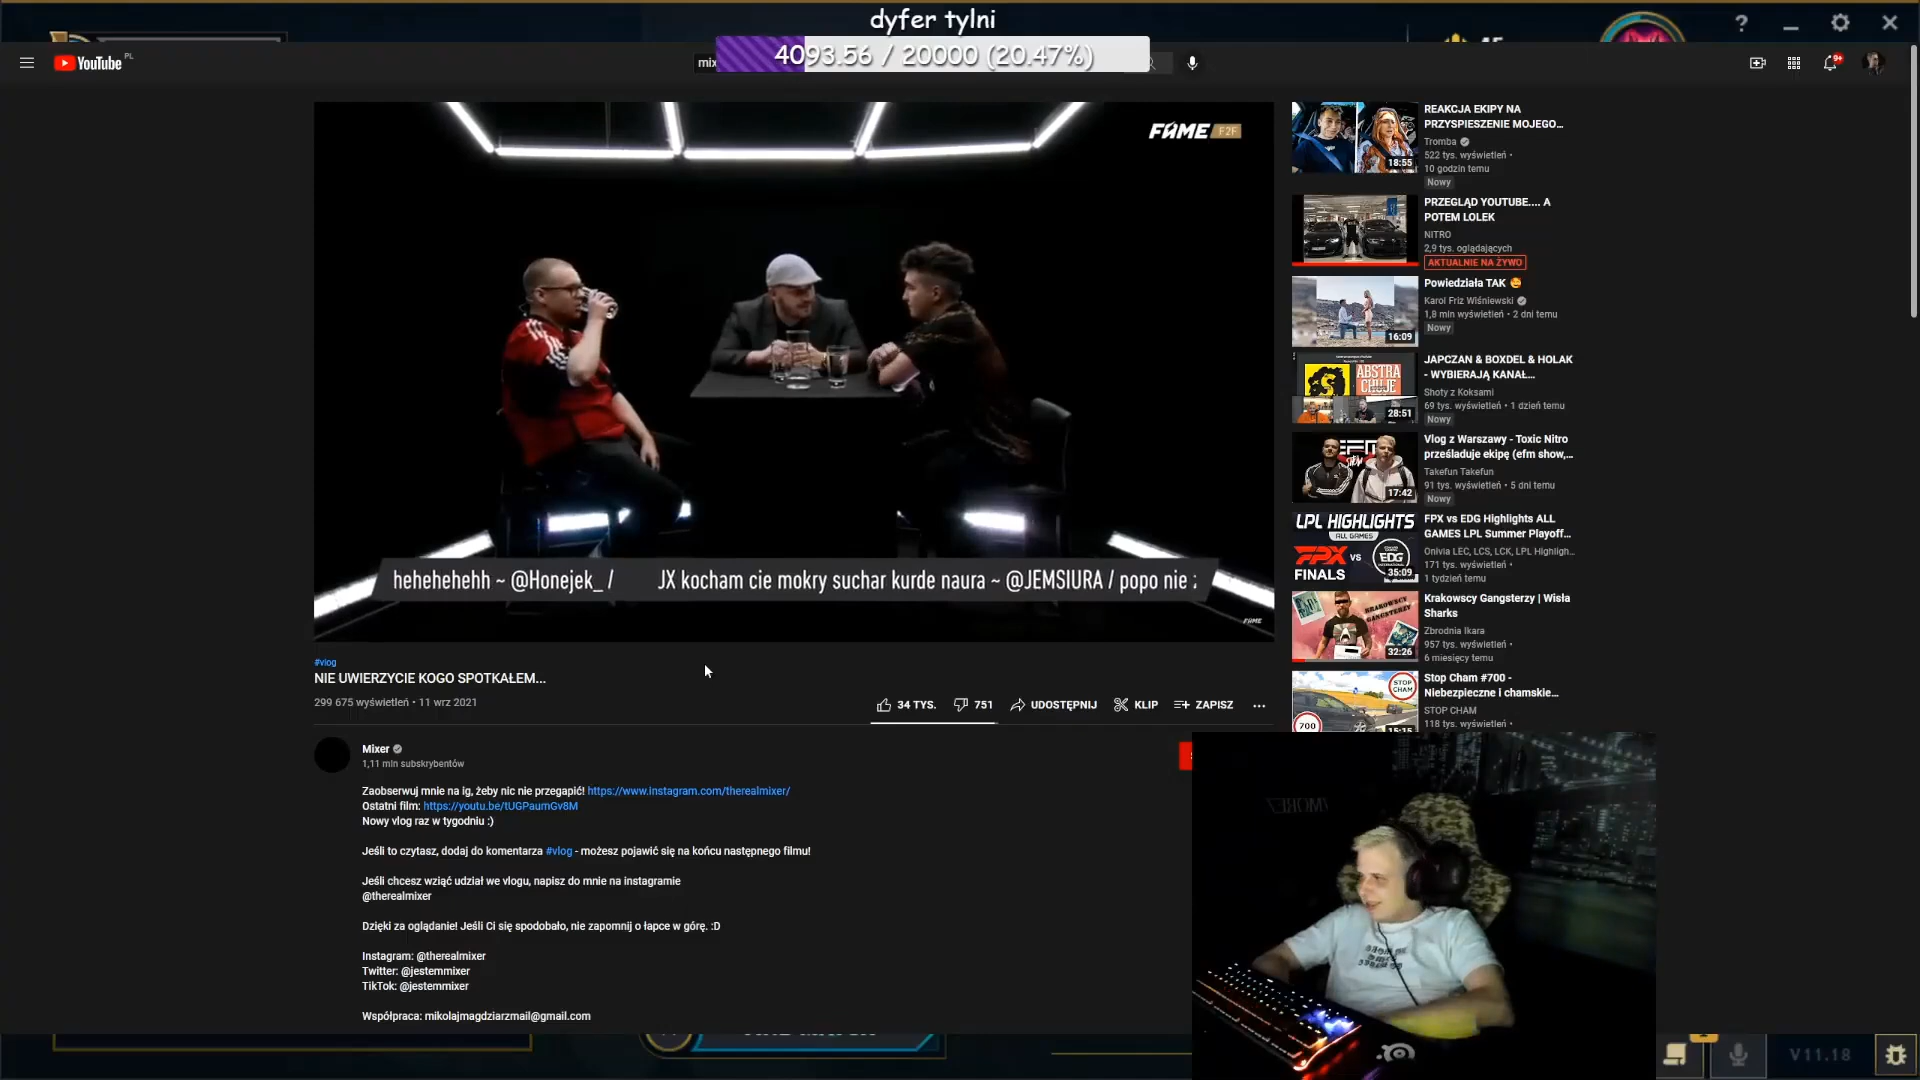 dyfer tylni
4093.56 / 20000 (20.47%)
YouTube PL
mix
9+
FAME F2F
hehehehehh ~ @Honejek_ / JX kocham cie mokry suchar kurde naura ~ @JEMSIURA / popo nie
FAME
#vlog
NIE UWIERZYCIE KOGO SPOTKAŁEM...
299 675 wyświetleń • 11 wrz 2021
34 TYS.
751
UDOSTĘPNIJ
KLIP
ZAPISZ
Mixer
1,11 mln subskrybentów
Zaobserwuj mnie na ig, żeby nic nie przegapić! https://www.instagram.com/therealmixer/
Ostatni film: https://youtu.be/tUGPaumGv8M
Nowy vlog raz w tygodniu :)
Jeśli to czytasz, dodaj do komentarza #vlog - możesz pojawić się na końcu następnego filmu!
Jeśli chcesz wziąć udział we vlogu, napisz do mnie na instagramie
@therealmixer
Dzięki za oglądanie! Jeśli Ci się spodobało, nie zapomnij o łapce w górę. :D
Instagram: @therealmixer
Twitter: @jestemmixer
TikTok: @jestemmixer
Współpraca: mikolajmagdziarzmail@gmail.com
18:55
REAKCJA EKIPY NA
PRZYSPIESZENIE MOJEGO...
Tromba
522 tys. wyświetleń •
10 godzin temu
Nowy
PRZEGLĄD YOUTUBE.... A
POTEM LOLEK
NITRO
2,9 tys. oglądających
AKTUALNIE NA ŻYWO
16:09
Powiedziała TAK 🤩
Karol Friz Wiśniewski
1,8 mln wyświetleń • 2 dni temu
Nowy
ABSTRA
CHUJE
28:51
JAPCZAN & BOXDEL & HOLAK
- WYBIERAJĄ KANAŁ...
Shoty z Koksami
69 tys. wyświetleń • 1 dzień temu
Nowy
17:42
Vlog z Warszawy - Toxic Nitro
prześladuje ekipę (efm show,...
Takefun Takefun
91 tys. wyświetleń • 5 dni temu
Nowy
LPL HIGHLIGHTS
ALL GAMES
FPX VS EDG
INTERNATIONAL
FINALS
35:09
FPX vs EDG Highlights ALL
GAMES LPL Summer Playoff...
Onivia LEC, LCS, LCK, LPL Highligh...
171 tys. wyświetleń •
1 tydzień temu
KRAKOWSCY
GANGSTERZY
32:26
Krakowscy Gangsterzy | Wisła
Sharks
Zbrodnia Ikara
957 tys. wyświetleń •
6 miesięcy temu
STOP
CHAM
700
15:15
Stop Cham #700 -
Niebezpieczne i chamskie...
STOP CHAM
118 tys. wyświetleń •
V11.18